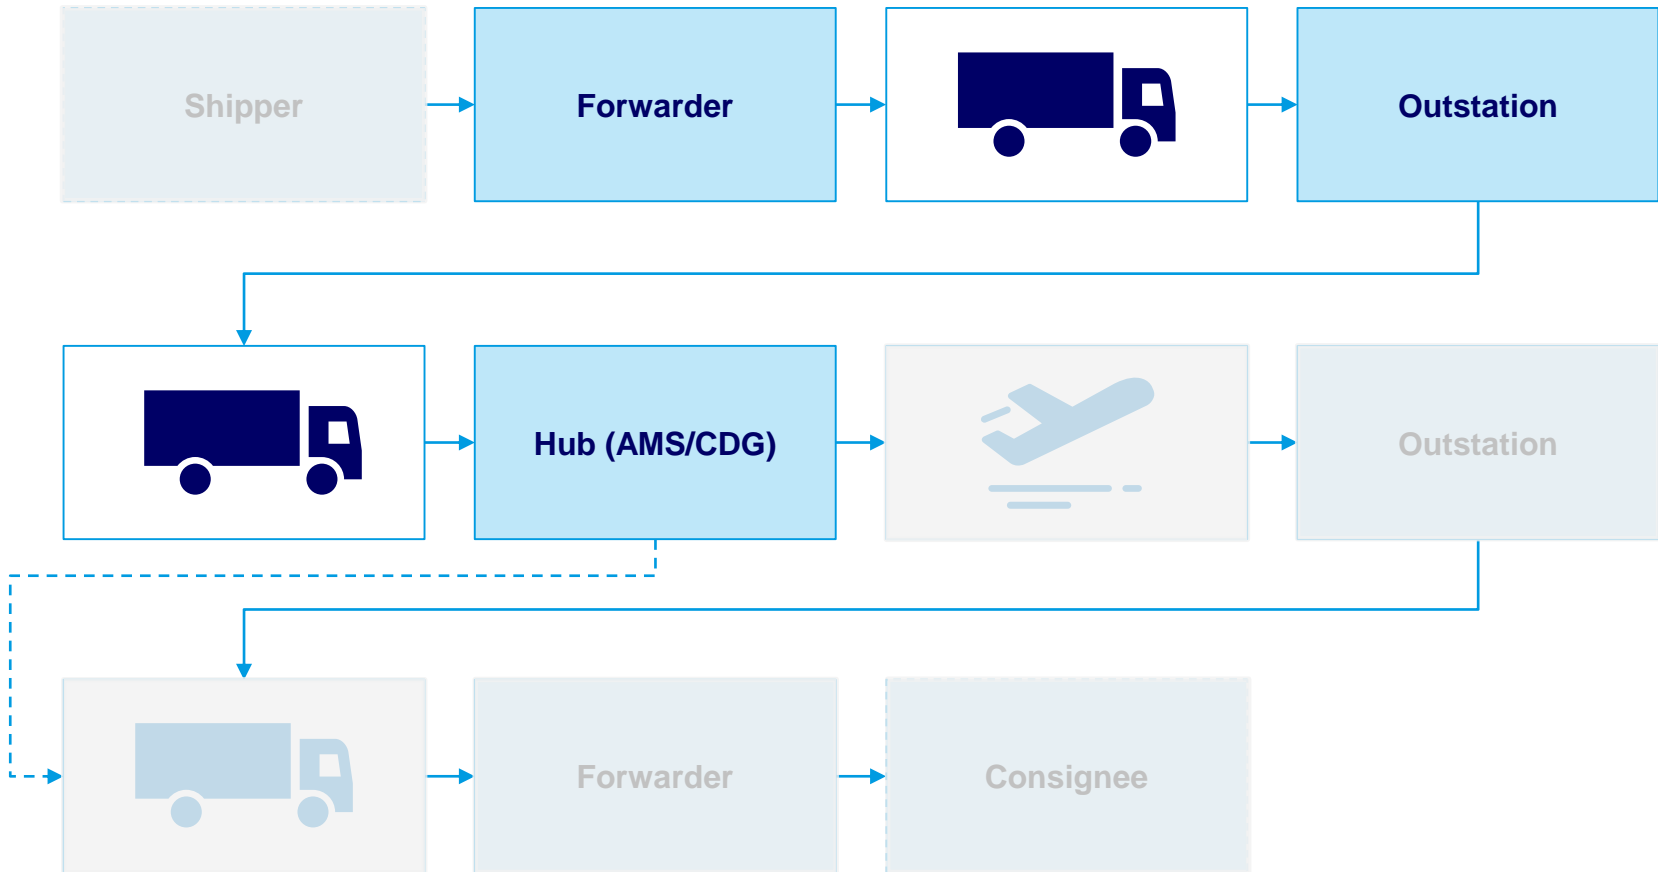 Shipper
Forwarder
Outstation
Hub (AMS/CDG)
Outstation
Forwarder
Consignee